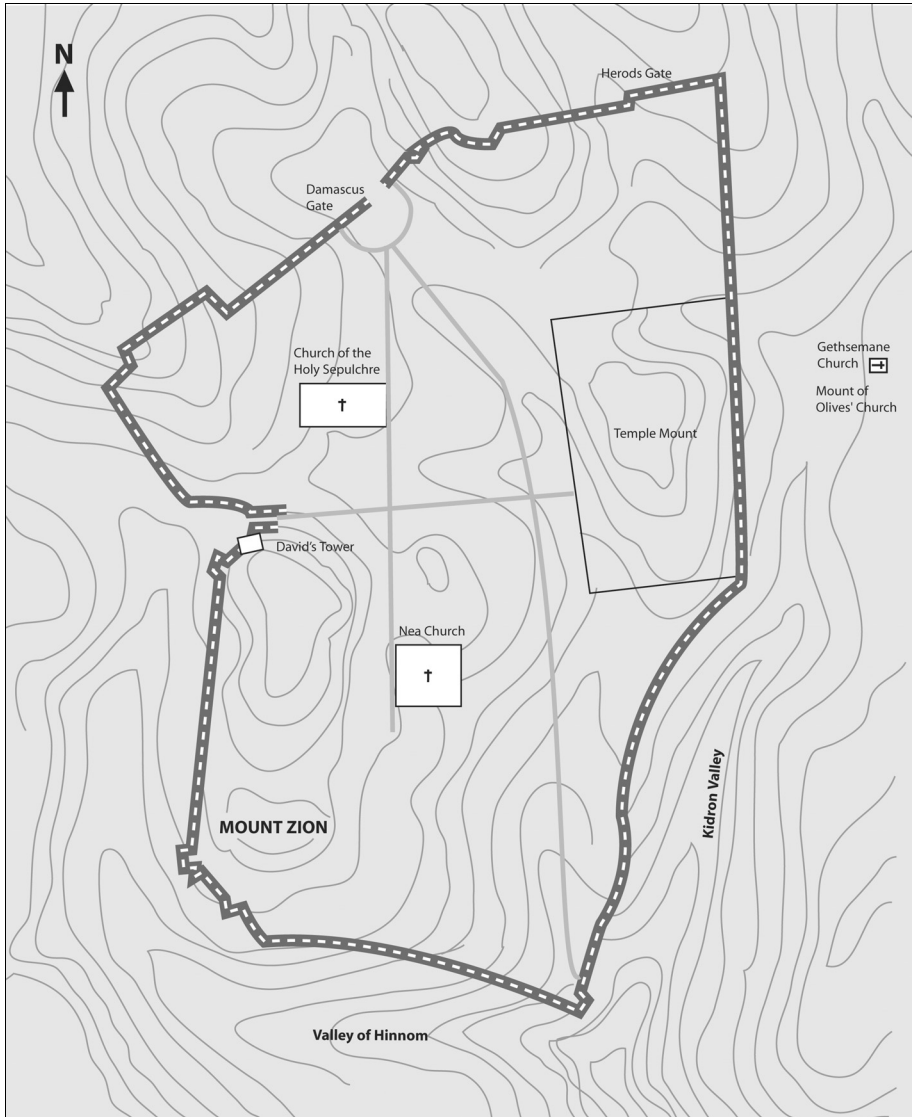 N
Herods Gate
Damascus
Gate
Church of the
Holy Sepulchre
Gethsemane
Church
Mount of
Olives' Church
Temple Mount
David's Tower
Nea Church
Kidron Valley
MOUNT ZION
Valley of Hinnom